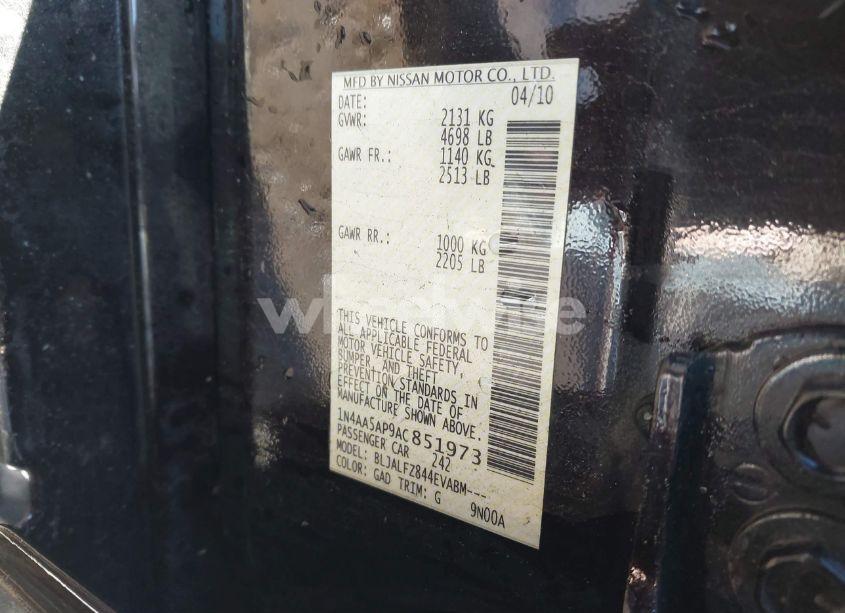 MFD BY NISSAN MOTOR CO., LTD.
DATE: 04/10
GVWR: 2131 KG
4698 LB
GAWR FR.: 1140 KG
2513 LB
GAWR RR.: 1000 KG
2205 LB
wheelwise
THIS VEHICLE CONFORMS TO
ALL APPLICABLE FEDERAL
MOTOR VEHICLE SAFETY,
BUMPER, AND THEFT
PREVENTION STANDARDS IN
EFFECT ON THE DATE OF
MANUFACTURE SHOWN ABOVE.
1N4AA5AP9AC851973
PASSENGER CAR 242
MODEL: BLJALFZ844EVABM---
COLOR: GAD TRIM: G 9N00A